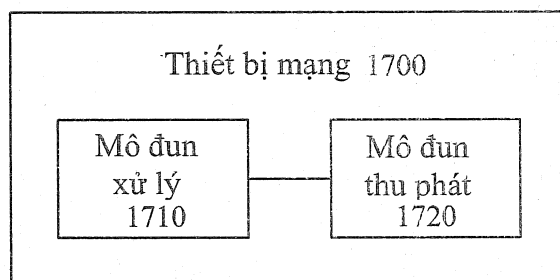 Thiết bị mạng 1700
Mô đun
xử lý
1710
Mô đun
thu phát
1720